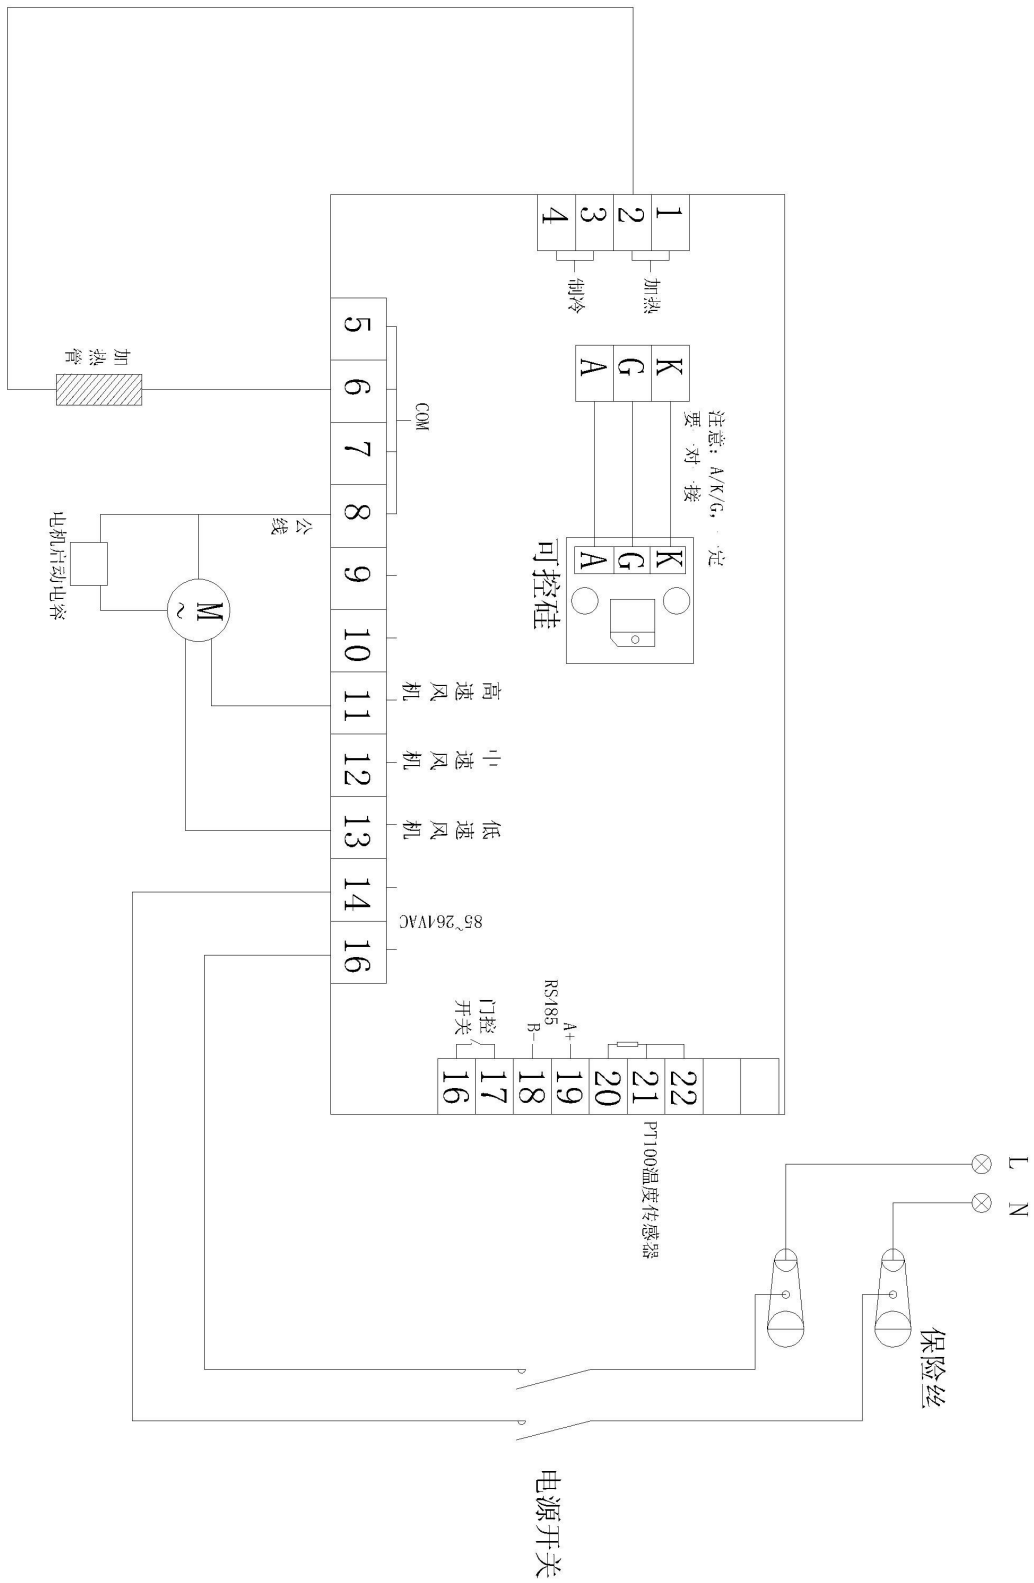 L
N
保险丝
1
2
3
4
加热
制冷
K
G
A
注意：A/K/G，一定
要一对一接
K
G
A
可控硅
22
21
20
19
18
17
16
PT100温度传感器
A+
B-
RS485
门控
开关
电源开关
COM
高速风机
中速风机
低速风机
85~264VAC
5
6
7
8
9
10
11
12
13
14
16
公线
加热管
M
~
电机启动电容